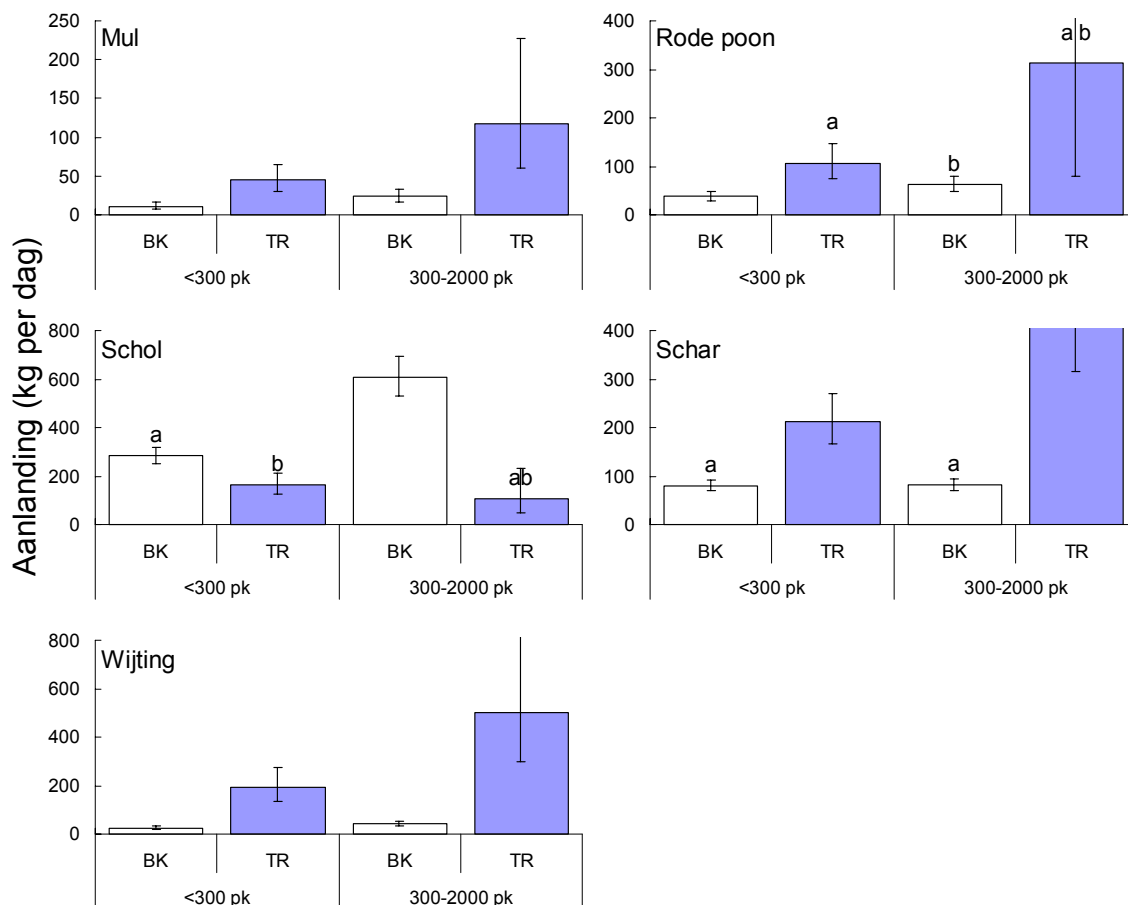 Aanlanding (kg per dag)
Mul
250
200
150
100
50
0
BK TR BK TR
<300 pk 300-2000 pk
Rode poon
400
300
200
100
0
a
b
a b
BK TR BK TR
<300 pk 300-2000 pk
Schol
800
600
400
200
0
a
b
ab
BK TR BK TR
<300 pk 300-2000 pk
Schar
400
300
200
100
0
a
a
BK TR BK TR
<300 pk 300-2000 pk
Wijting
800
600
400
200
0
BK TR BK TR
<300 pk 300-2000 pk